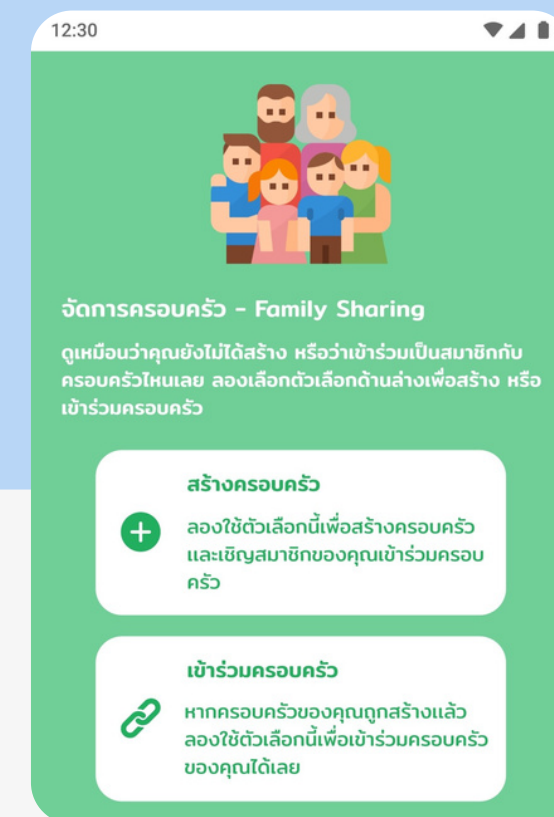 12:30
จัดการครอบครัว - Family Sharing
ดูเหมือนว่าคุณยังไม่ได้สร้าง หรือว่าเข้าร่วมเป็นสมาชิกกับ
ครอบครัวไหนเลย ลองเลือกตัวเลือกด้านล่างเพื่อสร้าง หรือ
เข้าร่วมครอบครัว
สร้างครอบครัว
ลองใช้ตัวเลือกนี้เพื่อสร้างครอบครัว
และเชิญสมาชิกของคุณเข้าร่วมครอบ
ครัว
เข้าร่วมครอบครัว
หากครอบครัวของคุณถูกสร้างแล้ว
ลองใช้ตัวเลือกนี้เพื่อเข้าร่วมครอบครัว
ของคุณได้เลย